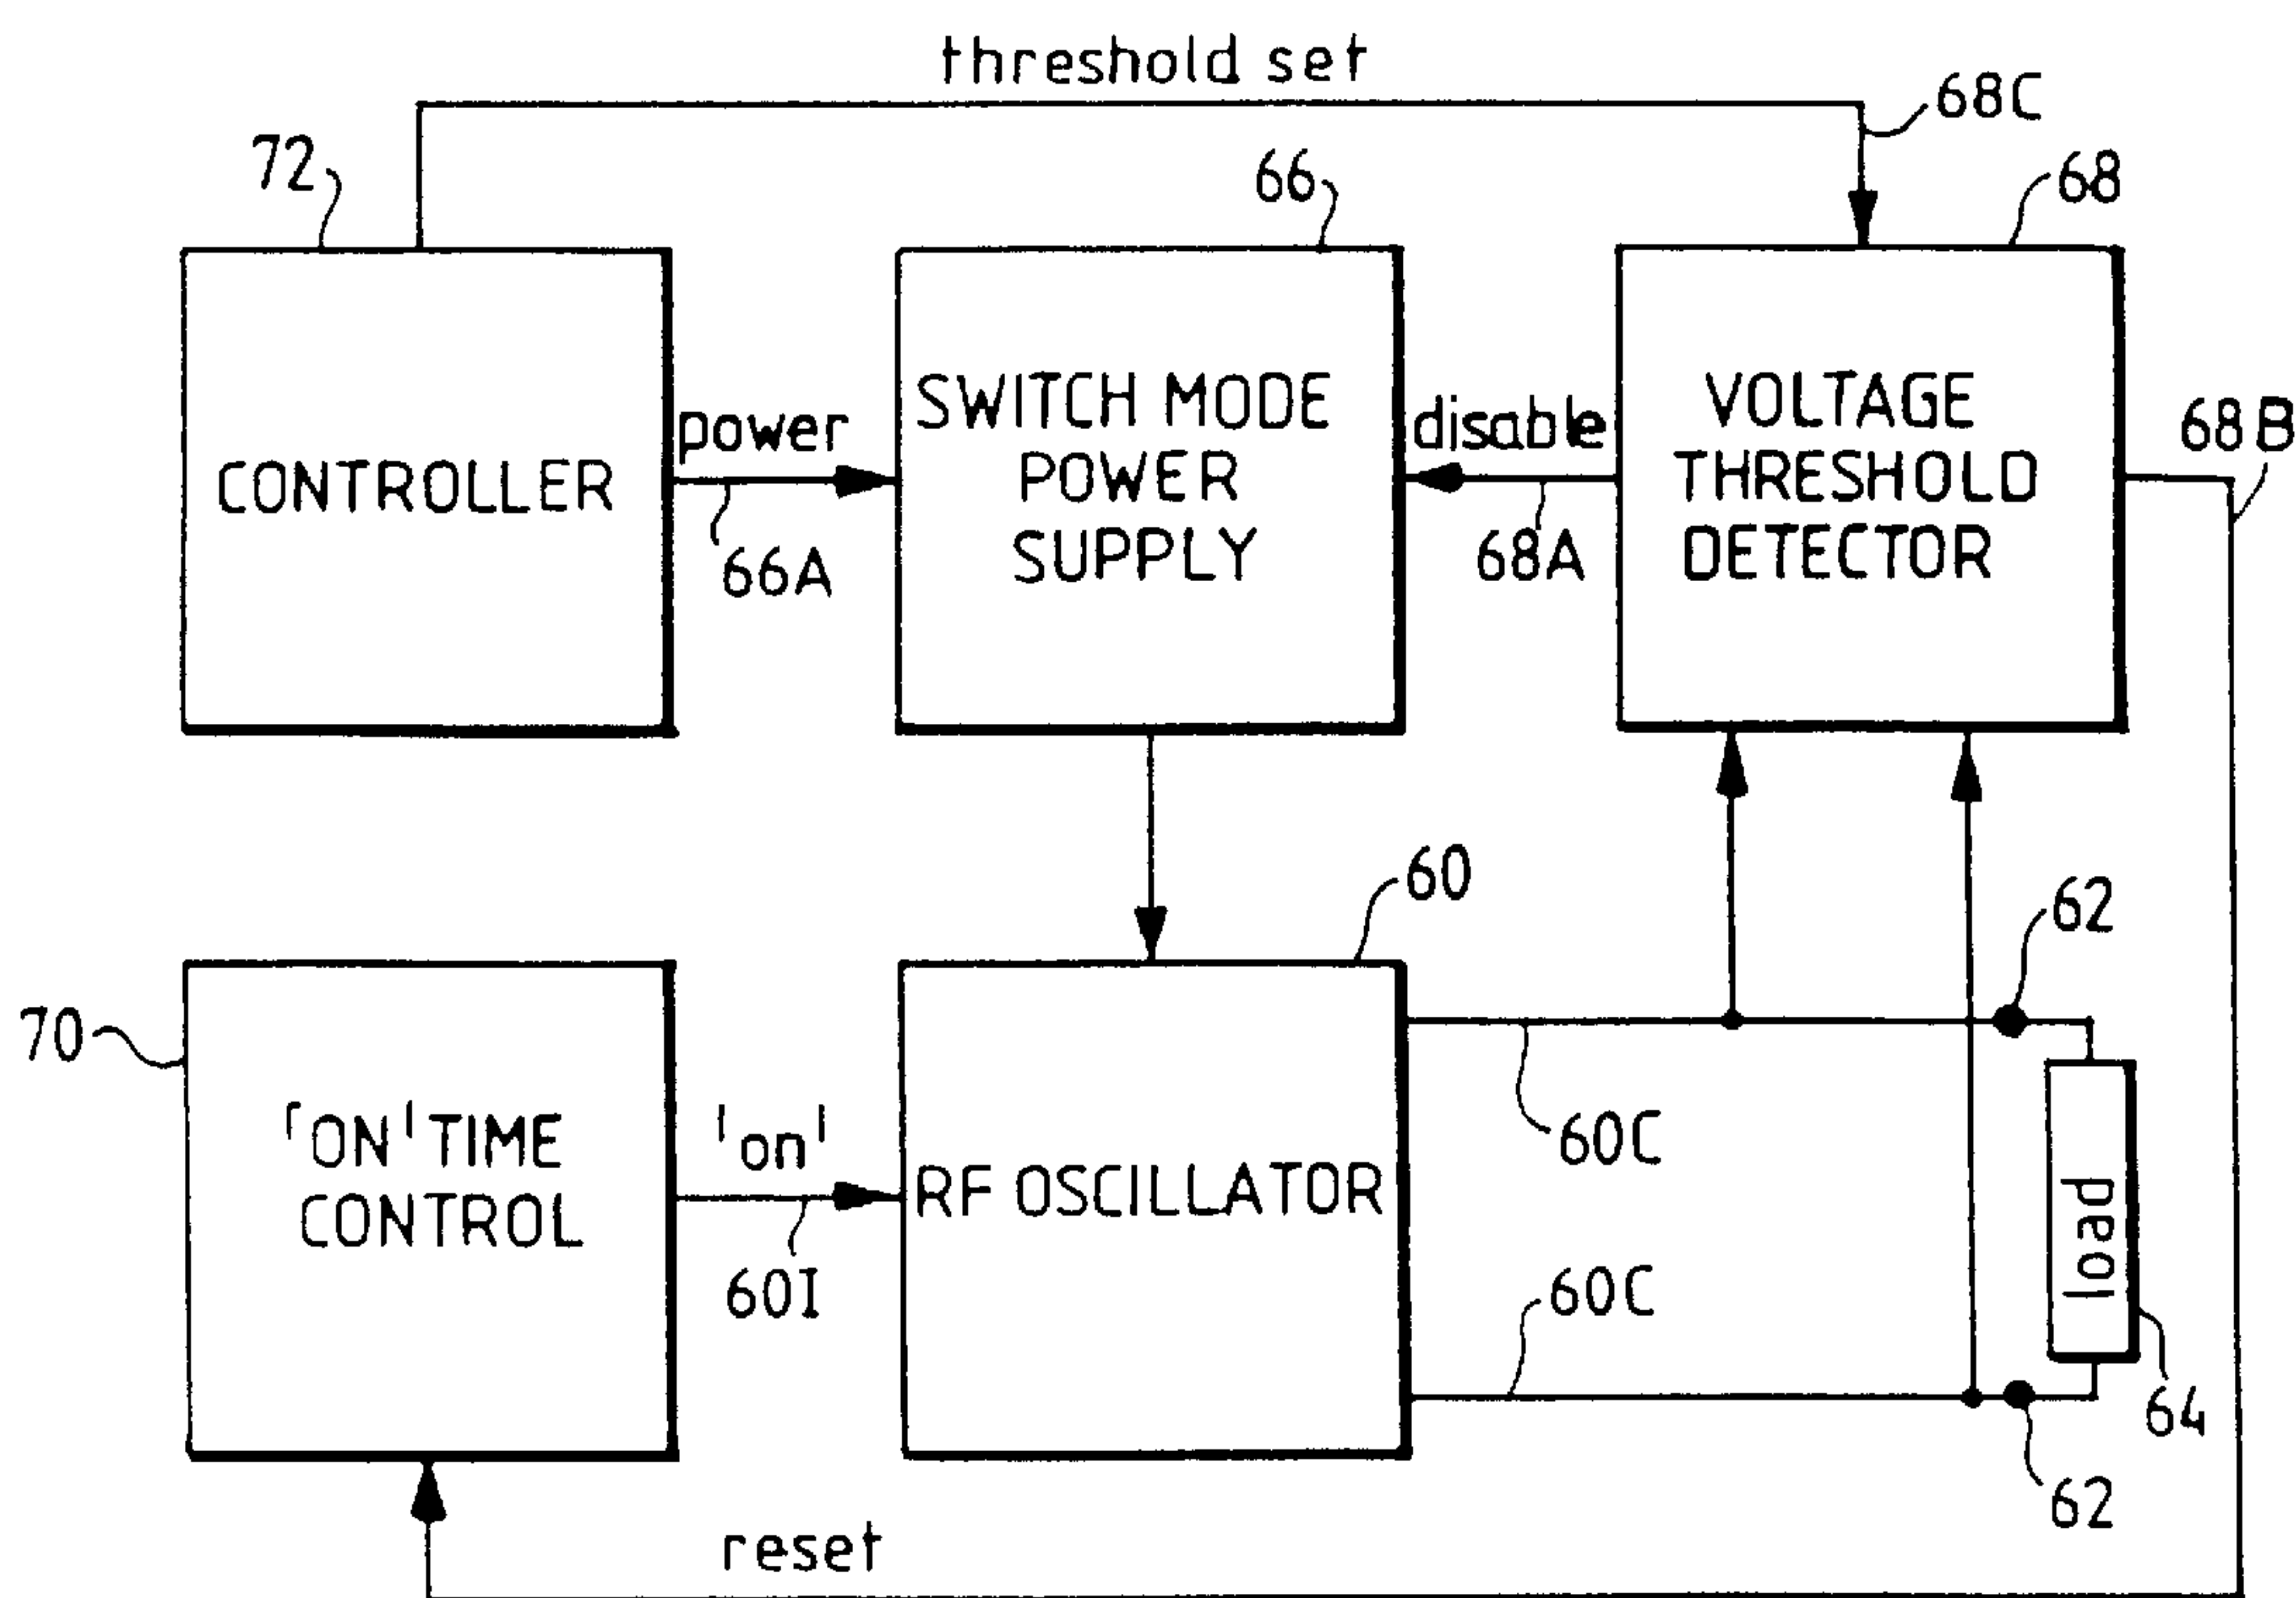 threshold set
68C
72
66
68
CONTROLLER
power
66A
SWITCH MODE
POWER
SUPPLY
disable
68A
VOLTAGE
THRESHOLD
DETECTOR
68B
60
62
70
'ON' TIME
CONTROL
'on'
60I
RF OSCILLATOR
60C
60C
load
64
62
reset